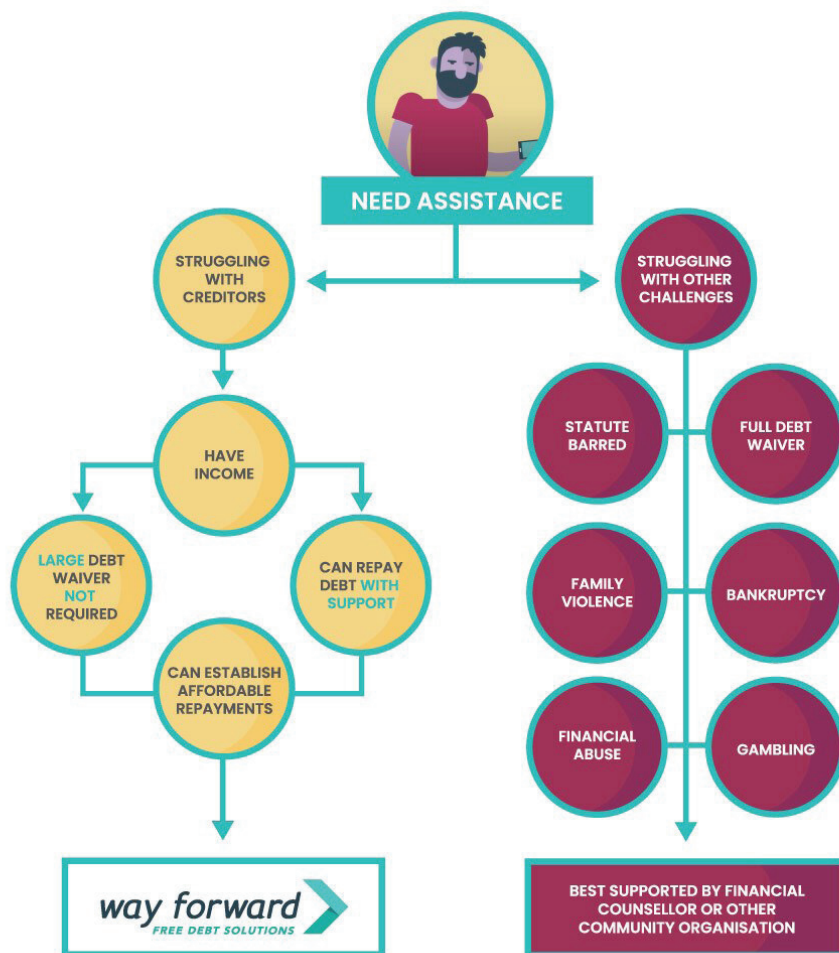 NEED ASSISTANCE
STRUGGLING
WITH
CREDITORS
HAVE
INCOME
LARGE DEBT
WAIVER
NOT
REQUIRED
CAN REPAY
DEBT WITH
SUPPORT
CAN ESTABLISH
AFFORDABLE
REPAYMENTS
way forward
FREE DEBT SOLUTIONS
STRUGGLING
WITH OTHER
CHALLENGES
STATUTE
BARRED
FULL DEBT
WAIVER
FAMILY
VIOLENCE
BANKRUPTCY
FINANCIAL
ABUSE
GAMBLING
BEST SUPPORTED BY FINANCIAL
COUNSELLOR OR OTHER
COMMUNITY ORGANISATION